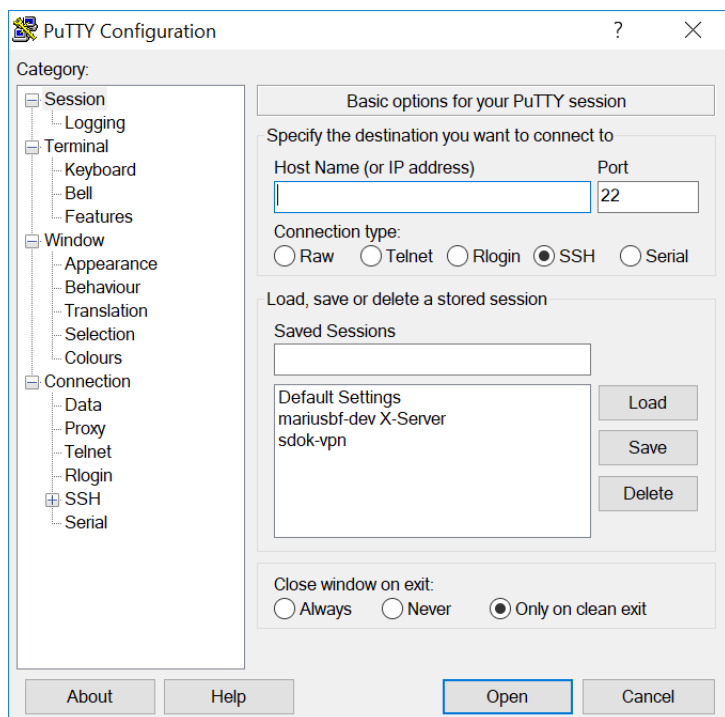 PuTTY Configuration
?
Category:
Session
Logging
Terminal
Keyboard
Bell
Features
Window
Appearance
Behaviour
Translation
Selection
Colours
Connection
Data
Proxy
Telnet
Rlogin
SSH
Serial
Basic options for your PuTTY session
Specify the destination you want to connect to
Host Name (or IP address) Port
22
Connection type:
Raw Telnet Rlogin SSH Serial
Load, save or delete a stored session
Saved Sessions
Default Settings
mariusbf-dev X-Server
sdok-vpn
Load
Save
Delete
Close window on exit:
Always Never Only on clean exit
About Help Open Cancel